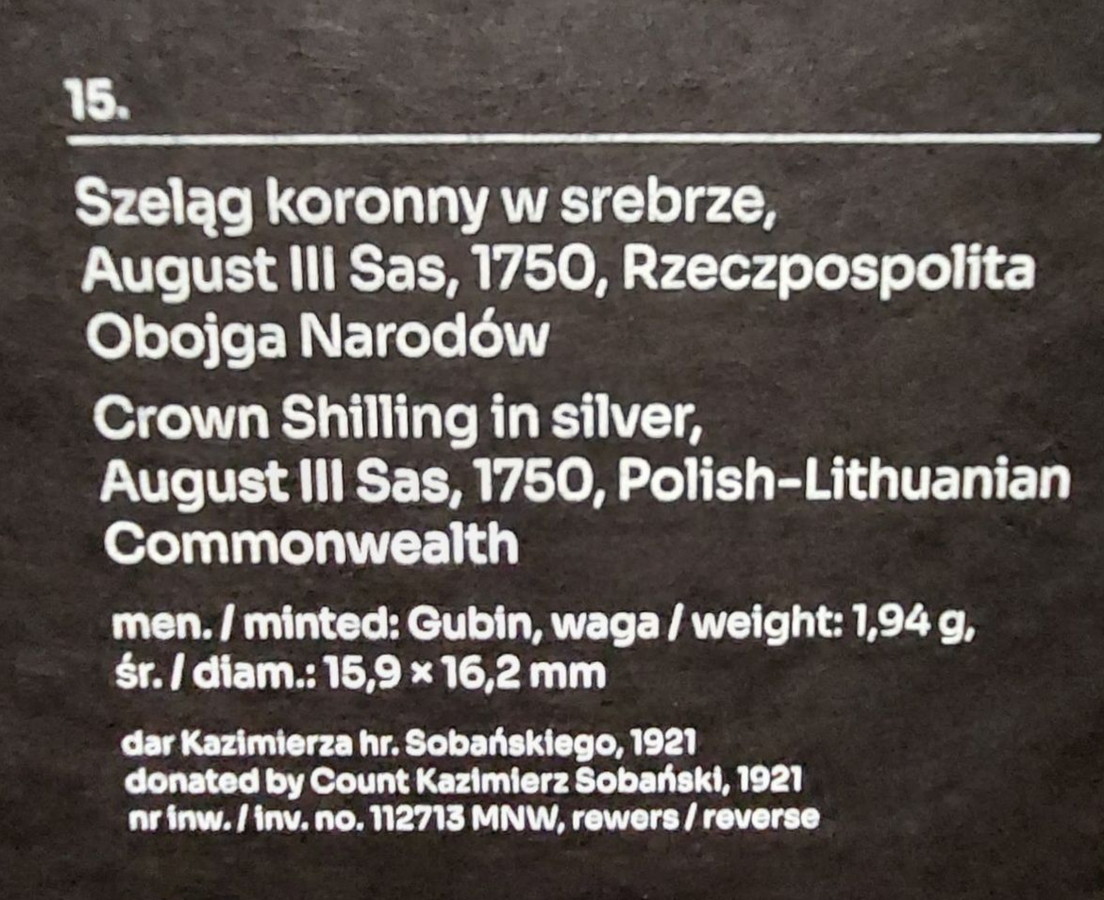 15.
Szeląg koronny w srebrze,
August III Sas, 1750, Rzeczpospolita
Obojga Narodów
Crown Shilling in silver,
August III Sas, 1750, Polish-Lithuanian
Commonwealth
men. / minted: Gubin, waga / weight: 1,94 g,
śr. / diam.: 15,9 × 16,2 mm
dar Kazimierza hr. Sobańskiego, 1921
donated by Count Kazimierz Sobański, 1921
nr inw. / inv. no. 112713 MNW, rewers / reverse